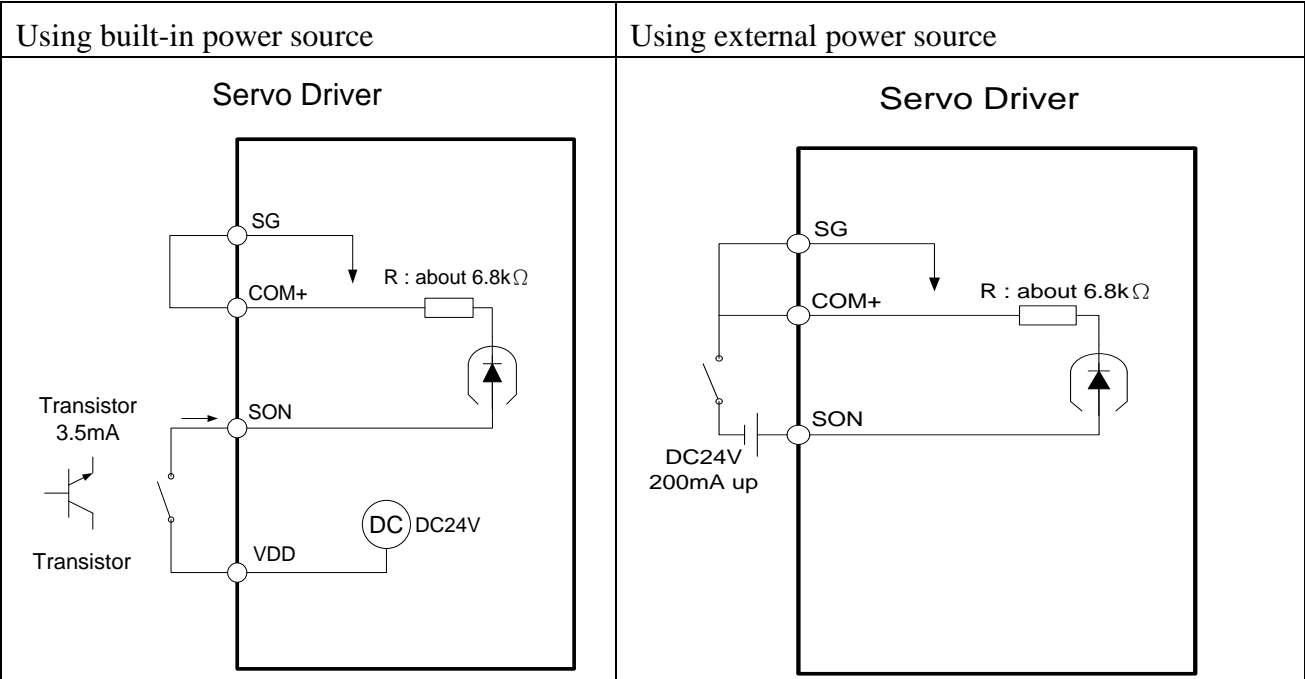 Using built-in power source
Using external power source
Servo Driver
SG
R : about 6.8kΩ
COM+
Transistor
3.5mA
SON
DC
DC24V
VDD
Transistor
Servo Driver
SG
R : about 6.8kΩ
COM+
SON
DC24V
200mA up